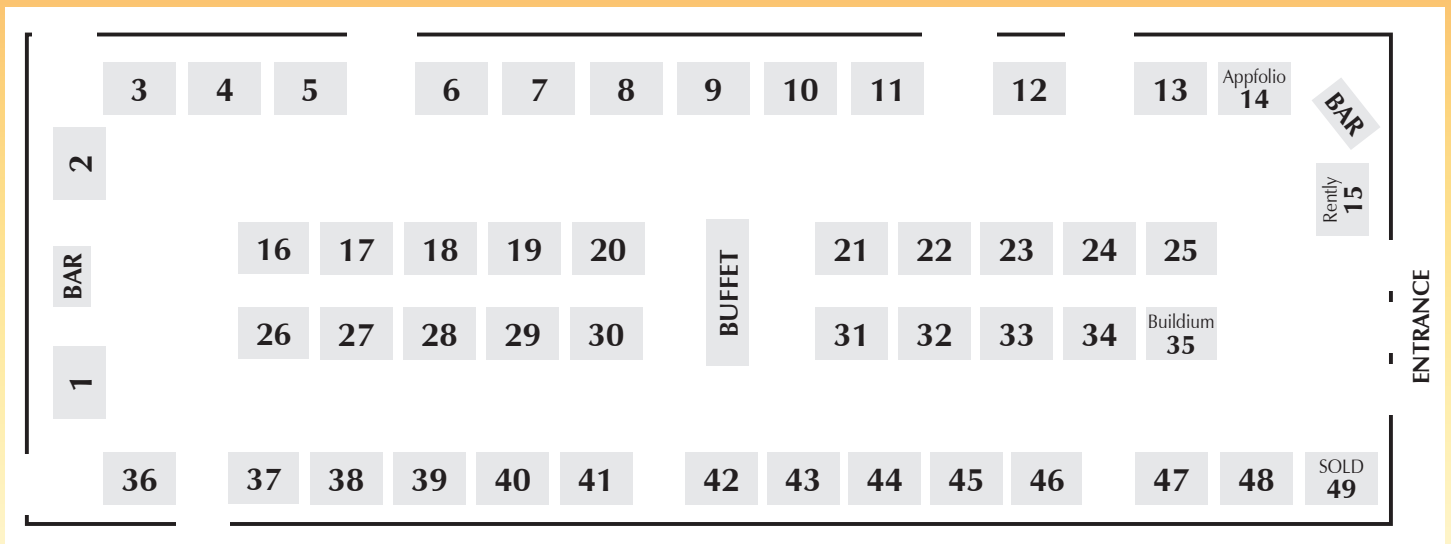 3 4 5 6 7 8 9 10 11 12 13 Appfolio
14
BAR
2
Rently
15
16 17 18 19 20 21 22 23 24 25
BAR
BUFFET
ENTRANCE
26 27 28 29 30 31 32 33 34 Buildium
35
1
36 37 38 39 40 41 42 43 44 45 46 47 48 SOLD
49